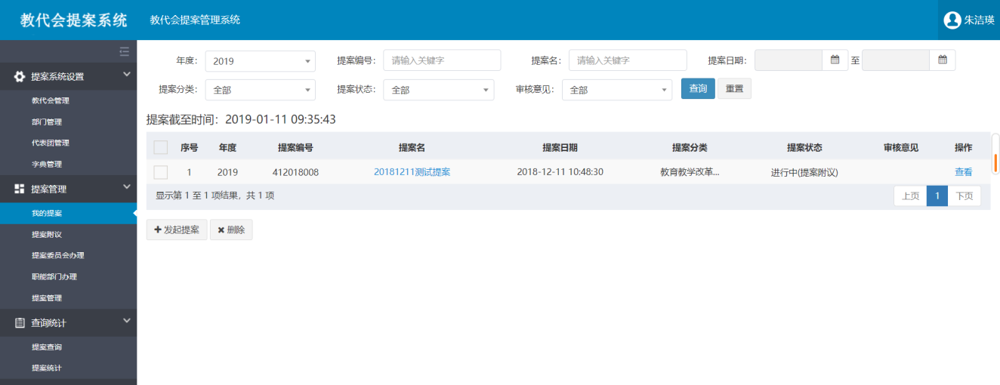 教代会提案系统
教代会提案管理系统
朱洁瑛
提案系统设置
教代会管理
部门管理
代表团管理
字典管理
提案管理
我的提案
提案附议
提案委员会办理
职能部门办理
提案管理
查询统计
提案查询
提案统计
年度： 2019 提案编号： 请输入关键字 提案名： 请输入关键字 提案日期： 至
提案分类： 全部 提案状态： 全部 审核意见： 全部 查询 重置
提案截至时间：2019-01-11 09:35:43
序号 年度 提案编号 提案名 提案日期 提案分类 提案状态 审核意见 操作
1 2019 412018008 20181211测试提案 2018-12-11 10:48:30 教育教学改革... 进行中(提案附议) 查看
显示第 1 至 1 项结果，共 1 项 上页 1 下页
发起提案 删除